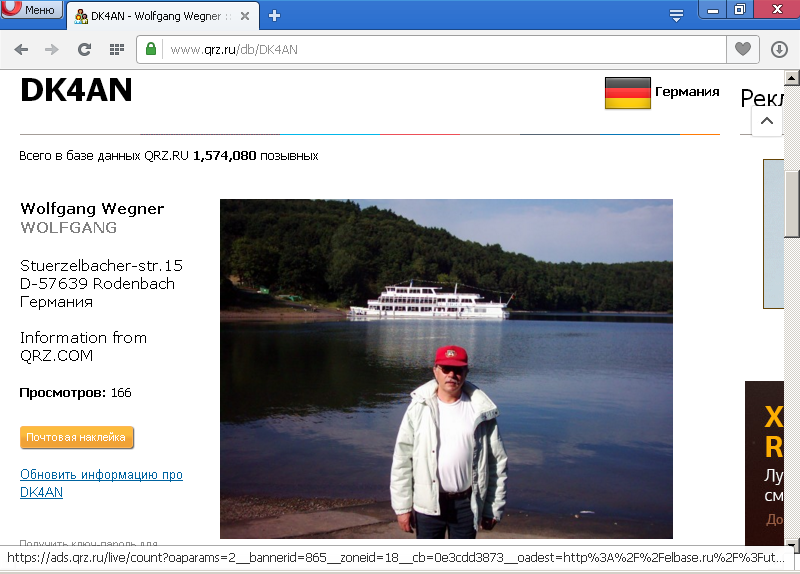 Меню
DK4AN - Wolfgang Wegner ::
www.qrz.ru/db/DK4AN
DK4AN
Германия
Рекл
Всего в базе данных QRZ.RU 1,574,080 позывных
Wolfgang Wegner
WOLFGANG
Stuerzelbacher-str.15
D-57639 Rodenbach
Германия
Information from
QRZ.COM
Просмотров: 166
Почтовая наклейка
Обновить информацию про
DK4AN
Получить ключ-пароль для
X
R
Лу
см
До
https://ads.qrz.ru/live/count?oaparams=2__bannerid=865__zoneid=18__cb=0e3cdd3873__oadest=http%3A%2F%2Felbase.ru%2F%3Fut...